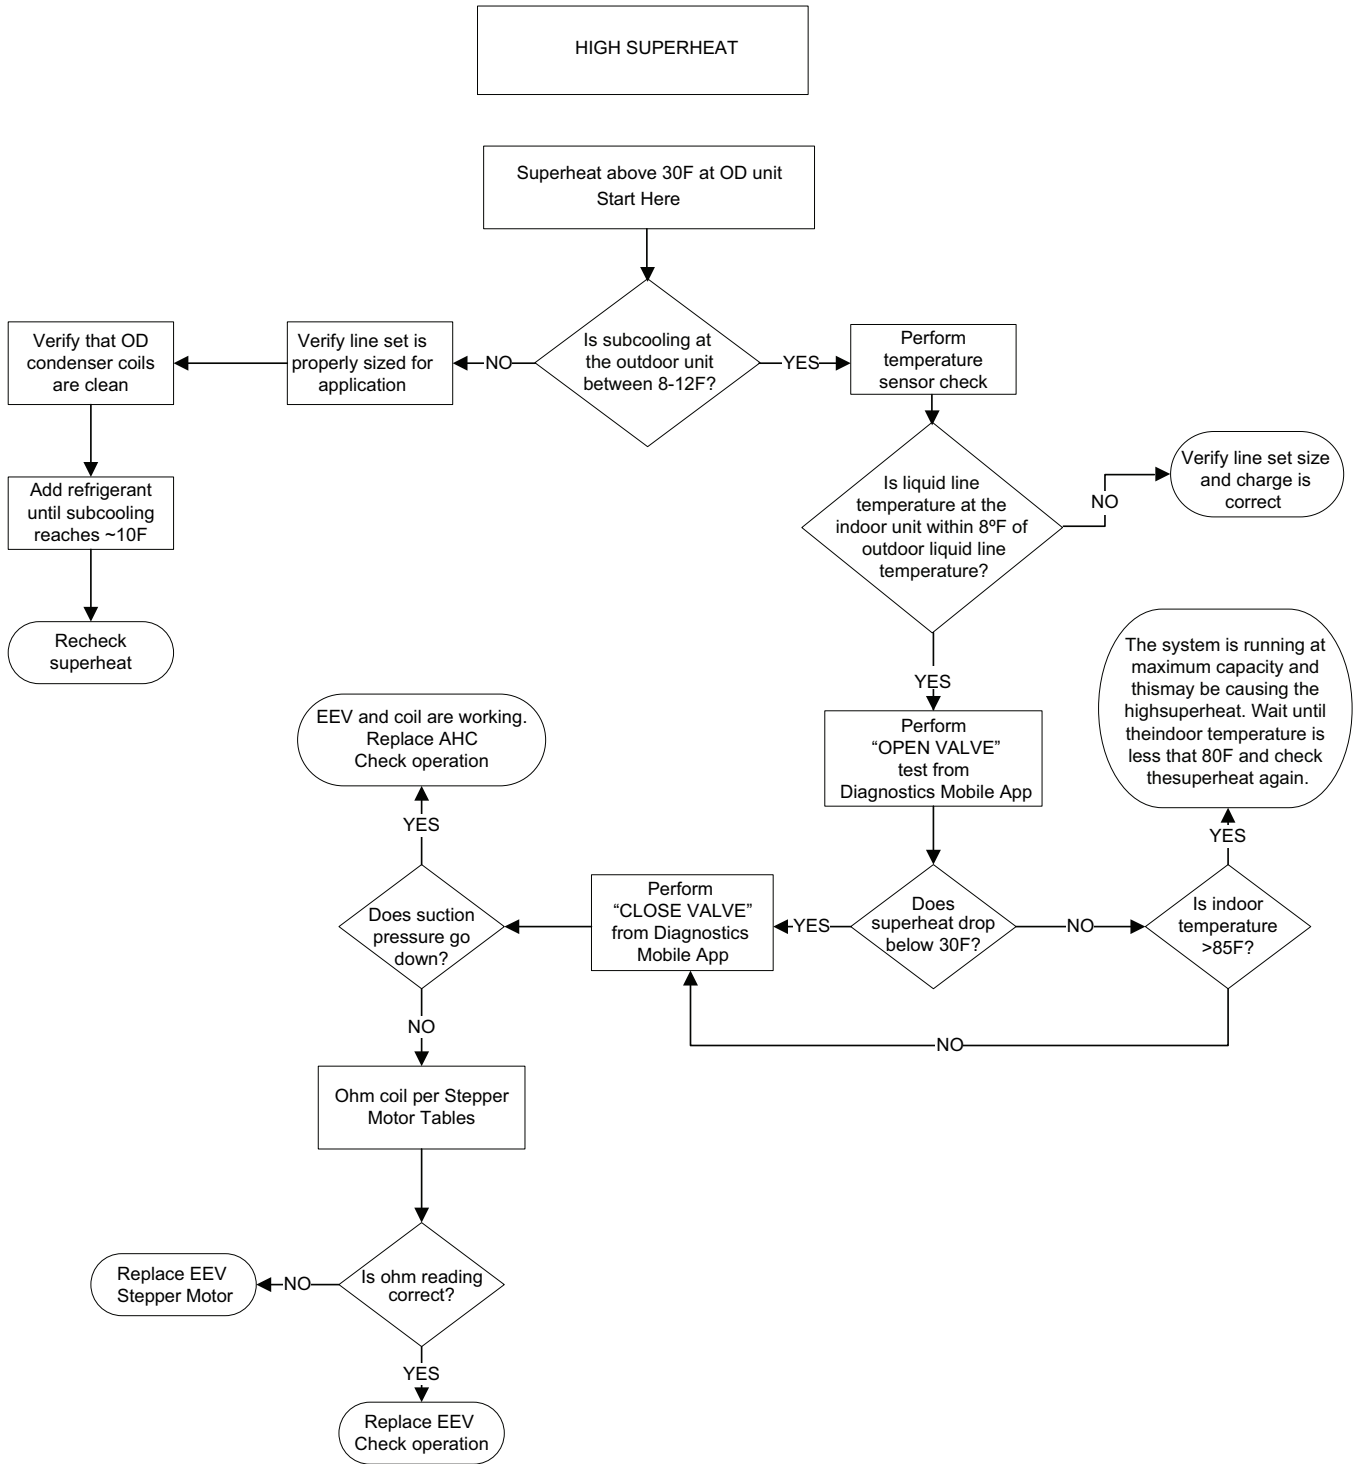 HIGH SUPERHEAT
Superheat above 30F at OD unit
Start Here
Is subcooling at
the outdoor unit
between 8-12F?
NO
YES
Verify line set is
properly sized for
application
Verify that OD
condenser coils
are clean
Add refrigerant
until subcooling
reaches ~10F
Recheck
superheat
Perform
temperature
sensor check
Is liquid line
temperature at the
indoor unit within 8ºF of
outdoor liquid line
temperature?
NO
Verify line set size
and charge is
correct
YES
Perform
“OPEN VALVE”
test from
Diagnostics Mobile App
Does
superheat drop
below 30F?
NO
Is indoor
temperature
>85F?
YES
The system is running at
maximum capacity and
thismay be causing the
highsuperheat. Wait until
theindoor temperature is
less that 80F and check
thesuperheat again.
NO
YES
Perform
“CLOSE VALVE”
from Diagnostics
Mobile App
Does suction
pressure go
down?
YES
EEV and coil are working.
Replace AHC
Check operation
NO
Ohm coil per Stepper
Motor Tables
Is ohm reading
correct?
NO
Replace EEV
Stepper Motor
YES
Replace EEV
Check operation